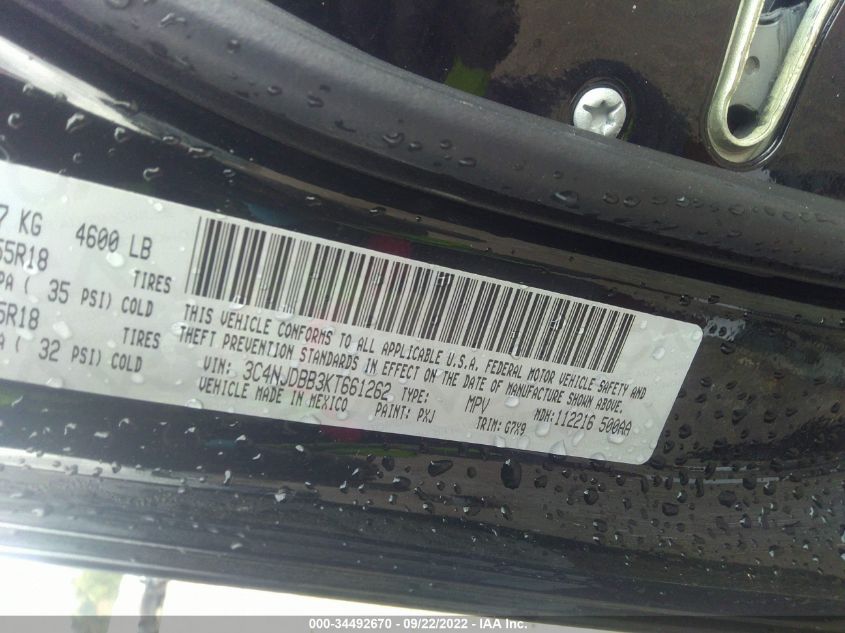 7 KG 4600 LB
55R18 TIRES
PA ( 35 PSI) COLD
5R18 TIRES
A ( 32 PSI) COLD
THIS VEHICLE CONFORMS TO ALL APPLICABLE U.S.A. FEDERAL MOTOR VEHICLE SAFETY AND
THEFT PREVENTION STANDARDS IN EFFECT ON THE DATE OF MANUFACTURE SHOWN ABOVE.
VIN: 3C4NJDBB3KT661262 TYPE: MPV MDH:112216 500AA
VEHICLE MADE IN MEXICO PAINT: PXJ TRIM: G7X9
000-34492670 - 09/22/2022 - IAA Inc.